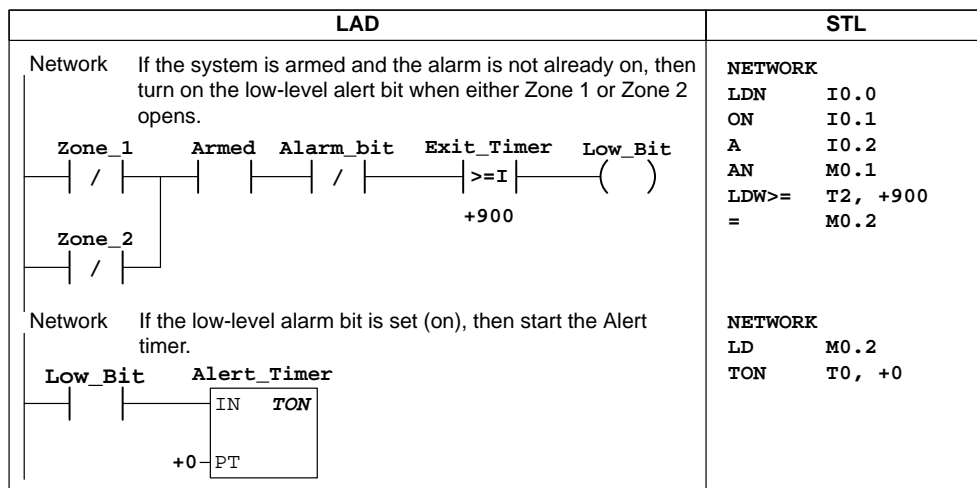 LAD STL
Network If the system is armed and the alarm is not already on, then
turn on the low-level alert bit when either Zone 1 or Zone 2
opens.
Zone_1 Armed Alarm_bit Exit_Timer Low_Bit
/ / >=I
+900
Zone_2
/
NETWORK
LDN I0.0
ON I0.1
A I0.2
AN M0.1
LDW>= T2, +900
= M0.2
Network If the low-level alarm bit is set (on), then start the Alert
timer.
Low_Bit Alert_Timer
IN TON
+0 PT
NETWORK
LD M0.2
TON T0, +0